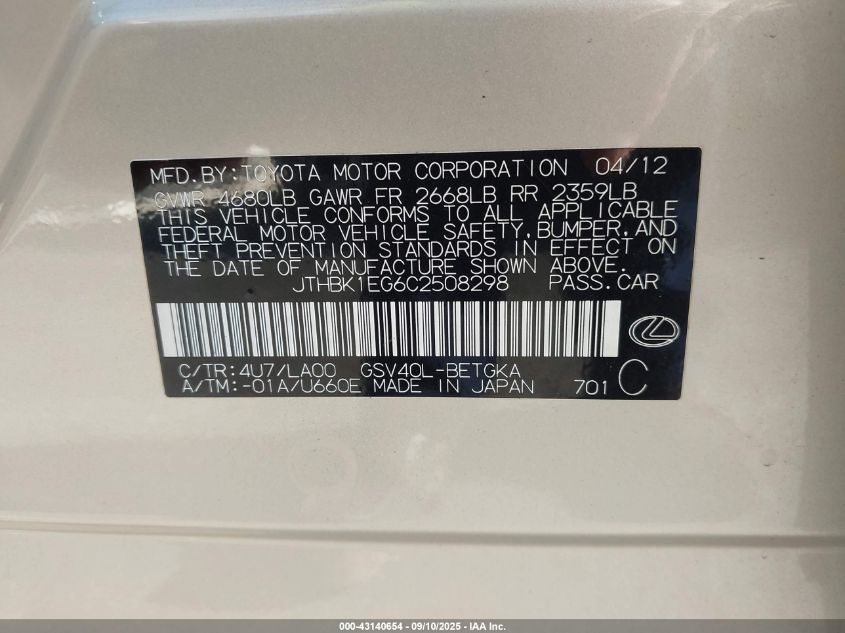 MFD.BY:TOYOTA MOTOR CORPORATION 04/12
GVWR 4680LB GAWR FR 2668LB RR 2359LB
THIS VEHICLE CONFORMS TO ALL APPLICABLE
FEDERAL MOTOR VEHICLE SAFETY,BUMPER,AND
THEFT PREVENTION STANDARDS IN EFFECT ON
THE DATE OF MANUFACTURE SHOWN ABOVE.
JTHBK1EG6C2508298 PASS.CAR
C/TR:4U7/LA00 GSV40L-BETGKA
A/TM:-01A/U660E MADE IN JAPAN 701 C
000-43140654 - 09/10/2025 - IAA Inc.